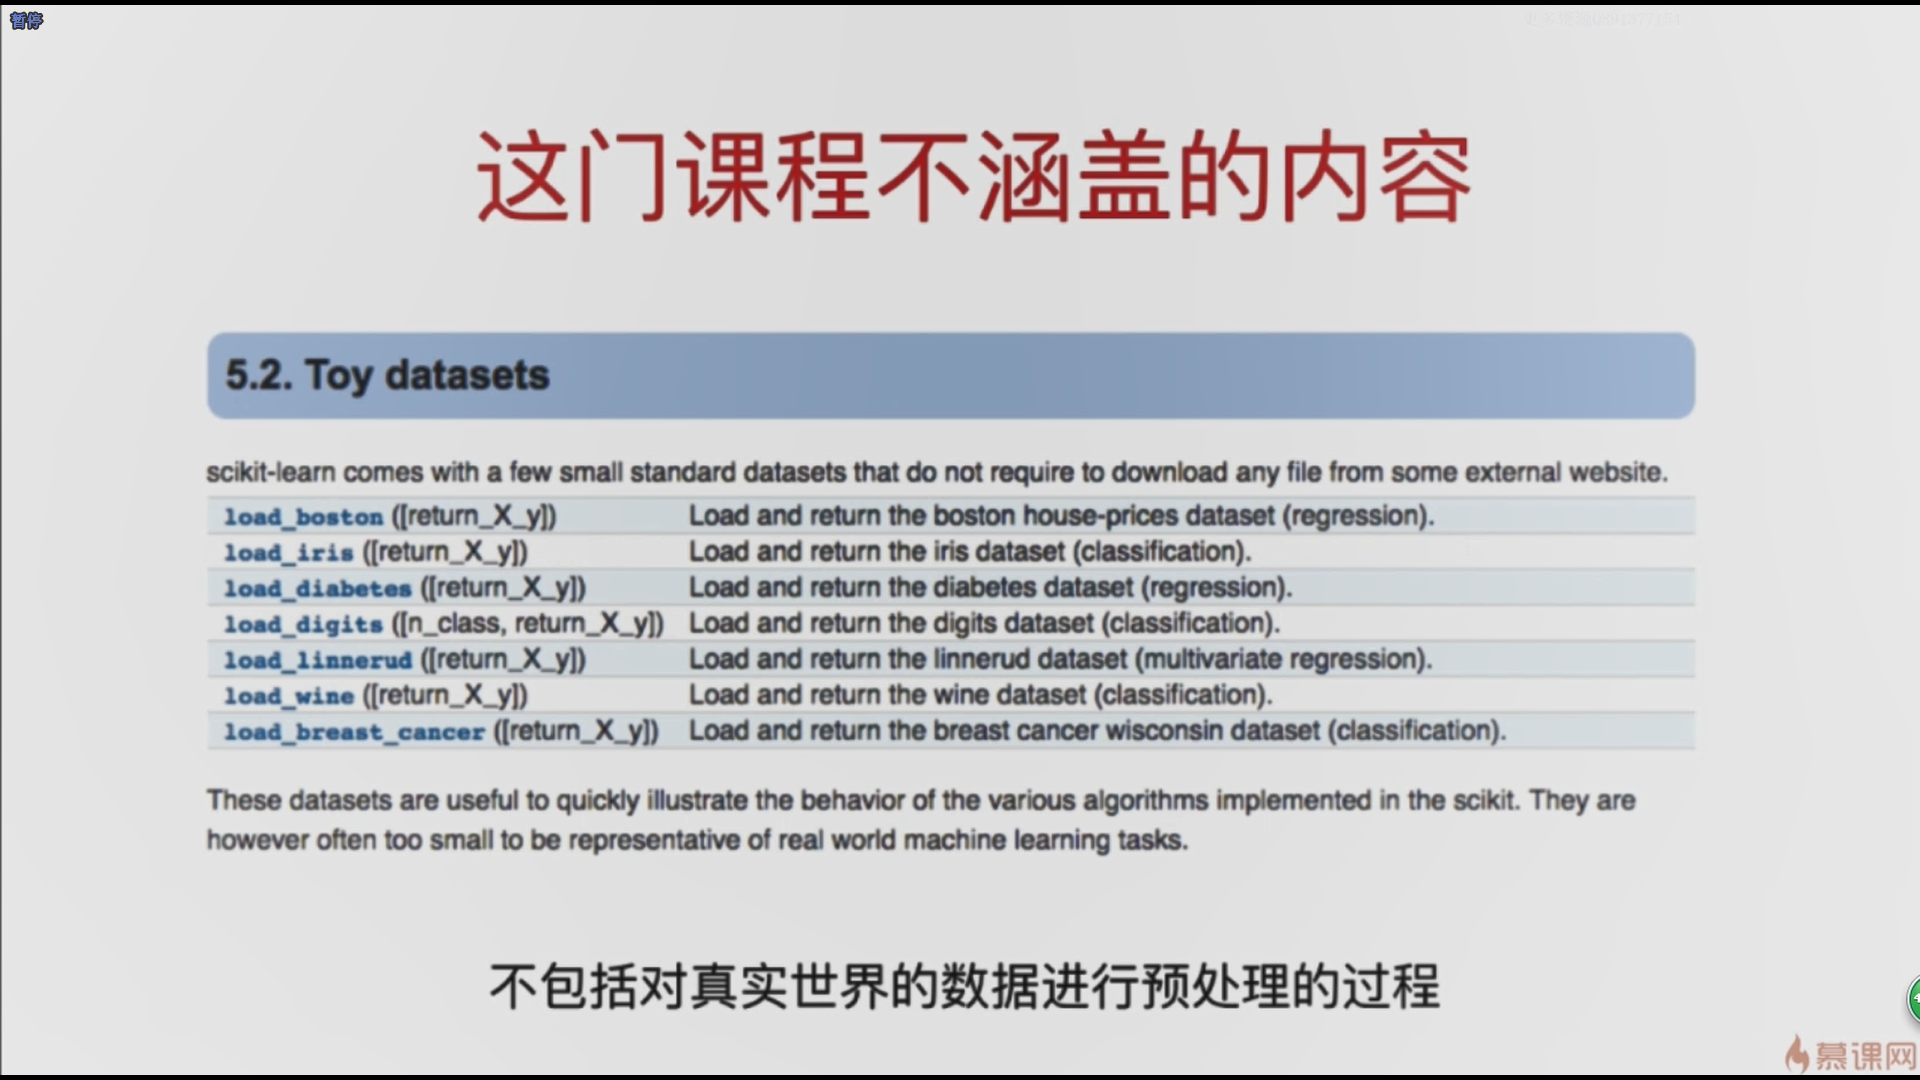 暂停
这门课程不涵盖的内容
5.2. Toy datasets
scikit-learn comes with a few small standard datasets that do not require to download any file from some external website.
load_boston ([return_X_y]) Load and return the boston house-prices dataset (regression).
load_iris ([return_X_y]) Load and return the iris dataset (classification).
load_diabetes ([return_X_y]) Load and return the diabetes dataset (regression).
load_digits ([n_class, return_X_y]) Load and return the digits dataset (classification).
load_linnerud ([return_X_y]) Load and return the linnerud dataset (multivariate regression).
load_wine ([return_X_y]) Load and return the wine dataset (classification).
load_breast_cancer ([return_X_y]) Load and return the breast cancer wisconsin dataset (classification).
These datasets are useful to quickly illustrate the behavior of the various algorithms implemented in the scikit. They are
however often too small to be representative of real world machine learning tasks.
不包括对真实世界的数据进行预处理的过程
慕课网